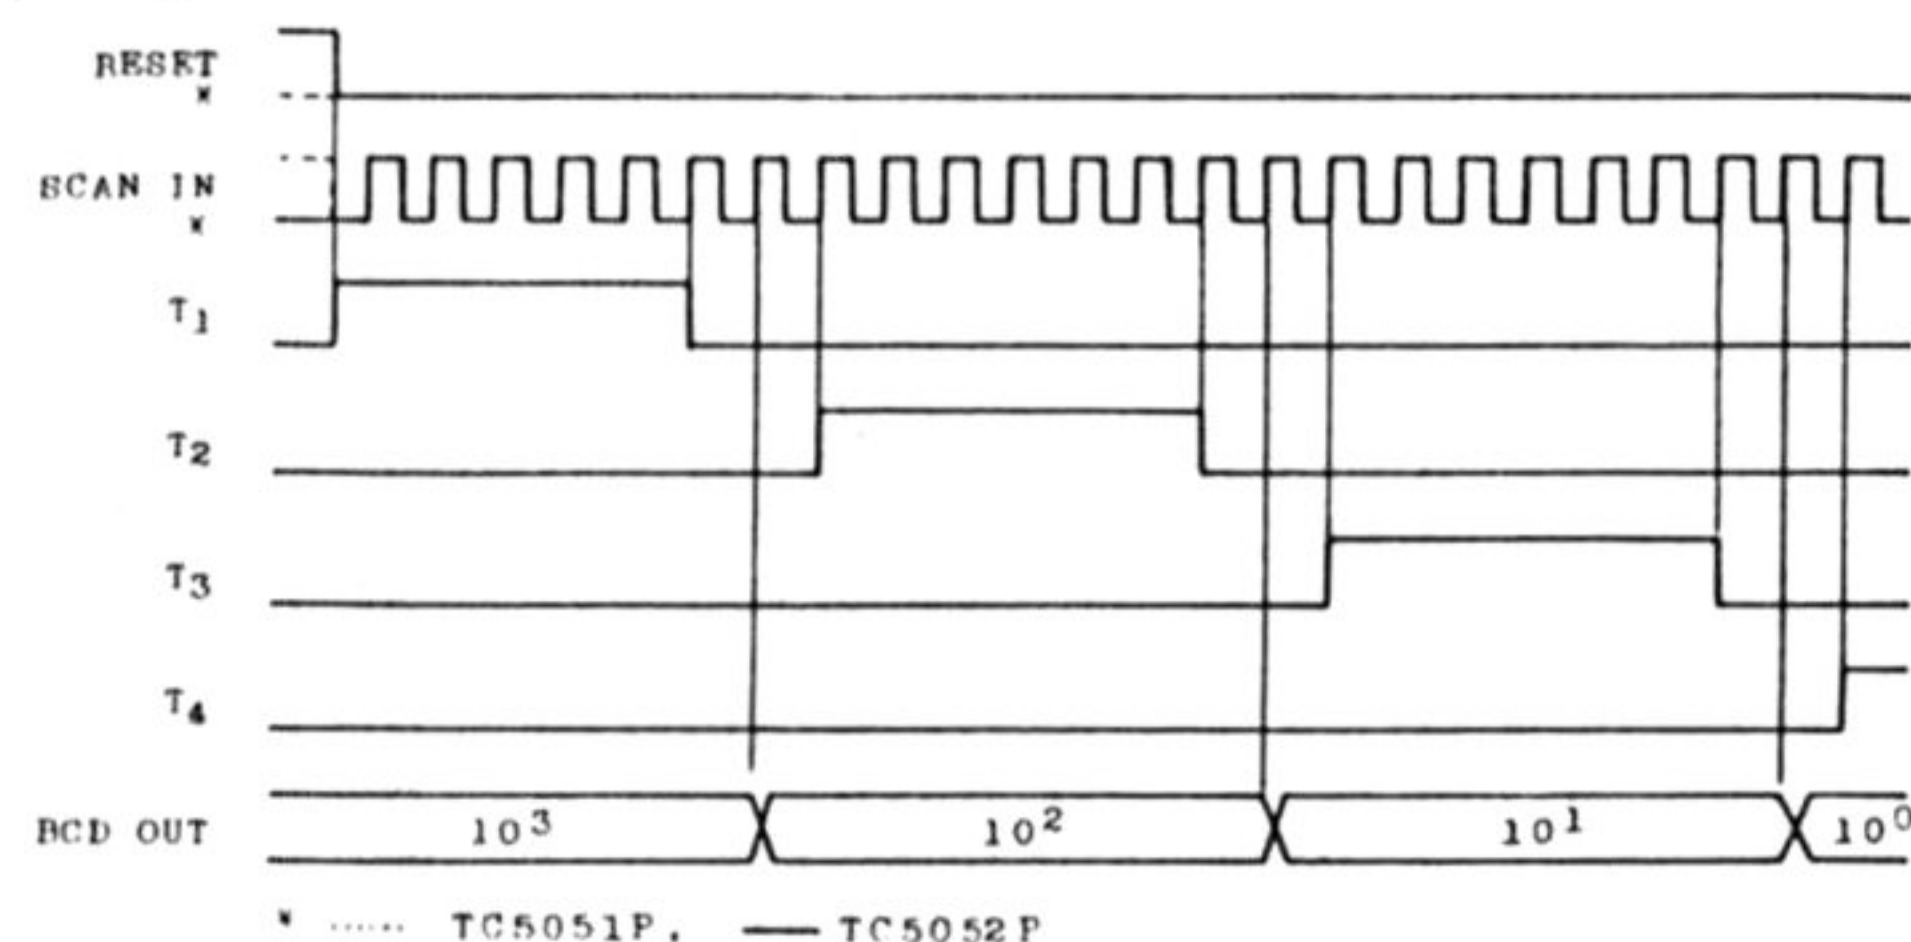 RESET
*
SCAN IN
*
T1
T2
T3
T4
BCD OUT 10³ 10² 10¹ 10⁰
* ..... TC5051P, — TC5052P